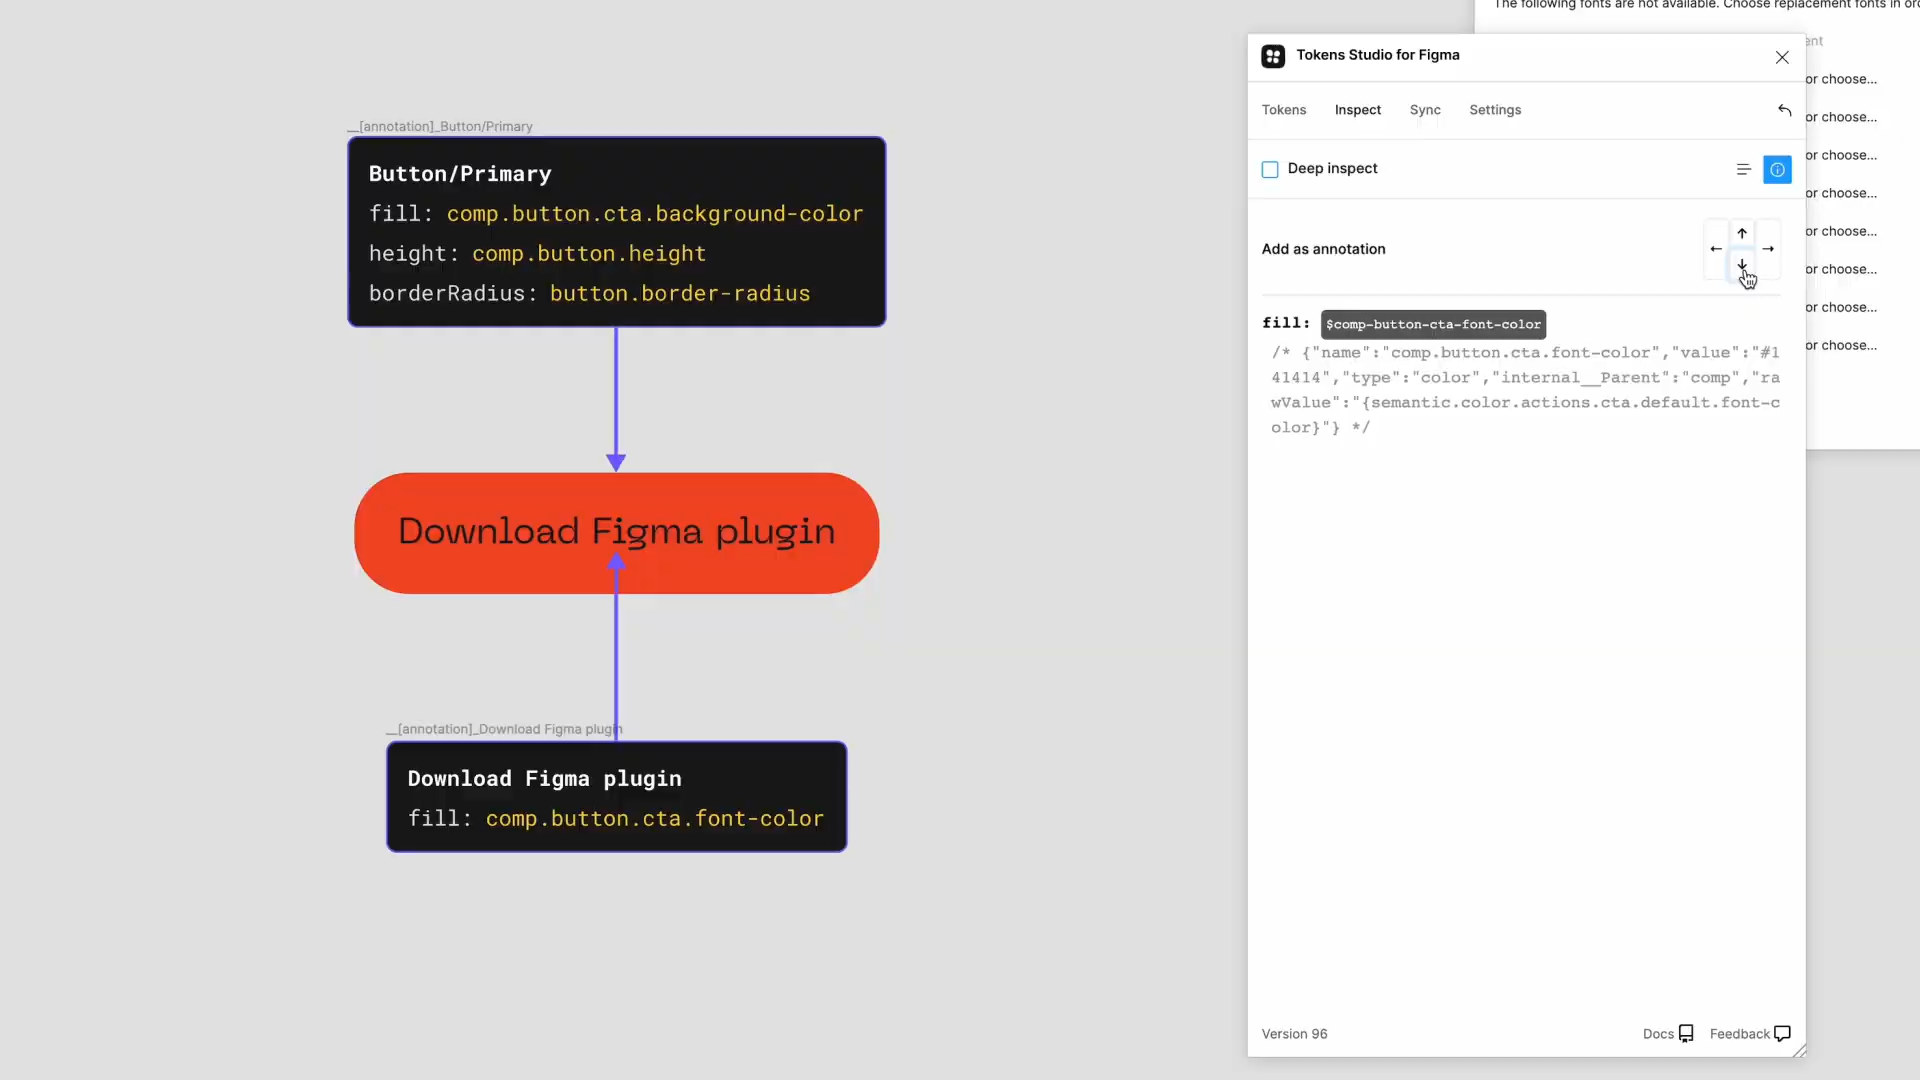 __[annotation]_Button/Primary
Button/Primary
fill: comp.button.cta.background-color
height: comp.button.height
borderRadius: button.border-radius
Download Figma plugin
__[annotation]_Download Figma plugin
Download Figma plugin
fill: comp.button.cta.font-color
The following fonts are not available. Choose replacement fonts in
or choose...
or choose...
or choose...
or choose...
or choose...
or choose...
or choose...
or choose...
Tokens Studio for Figma
Tokens Inspect Sync Settings
Deep inspect
Add as annotation
fill: $comp-button-cta-font-color
/* {"name":"comp.button.cta.font-color","value":"#1
41414","type":"color","internal__Parent":"comp","ra
wValue":"{semantic.color.actions.cta.default.font-c
olor}"} */
Version 96 Docs Feedback